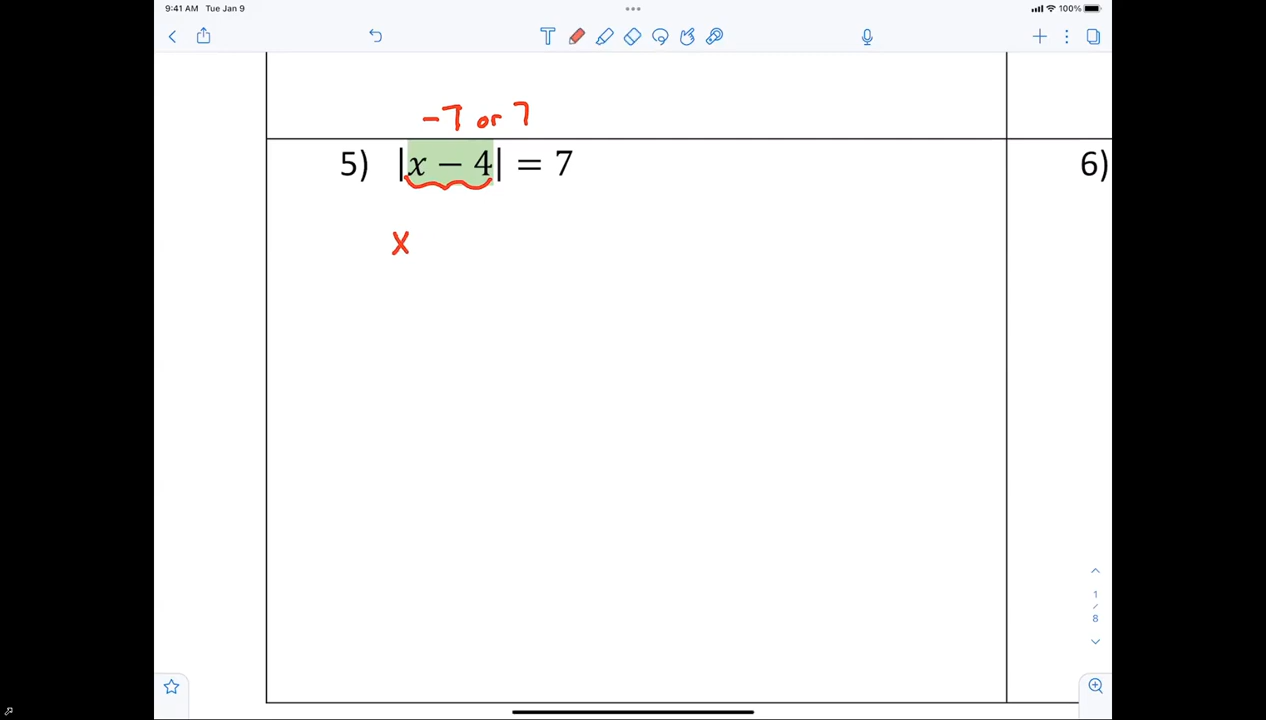 9:41 AM Tue Jan 9
100%
-7 or 7
5) |x − 4| = 7
6)
x
1
/
8